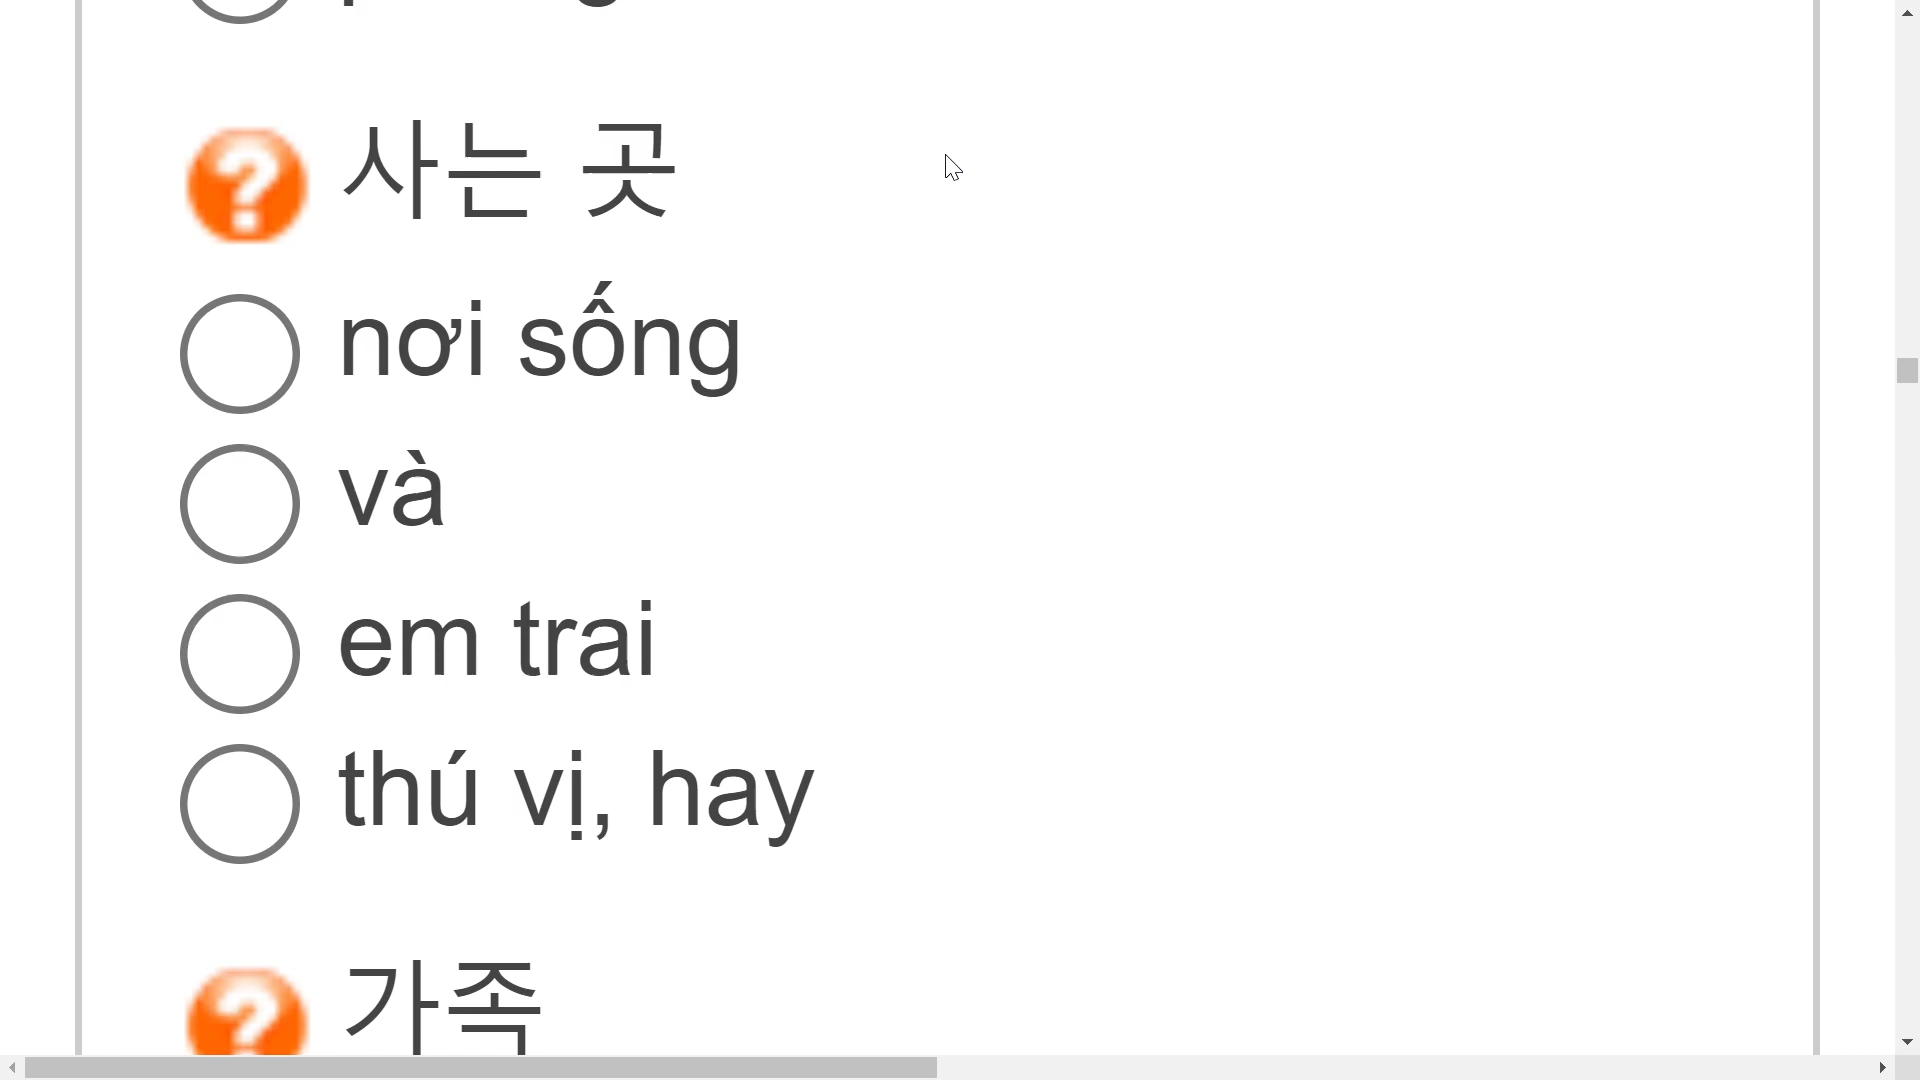 사는 곳
nơi sống
và
em trai
thú vị, hay
가족